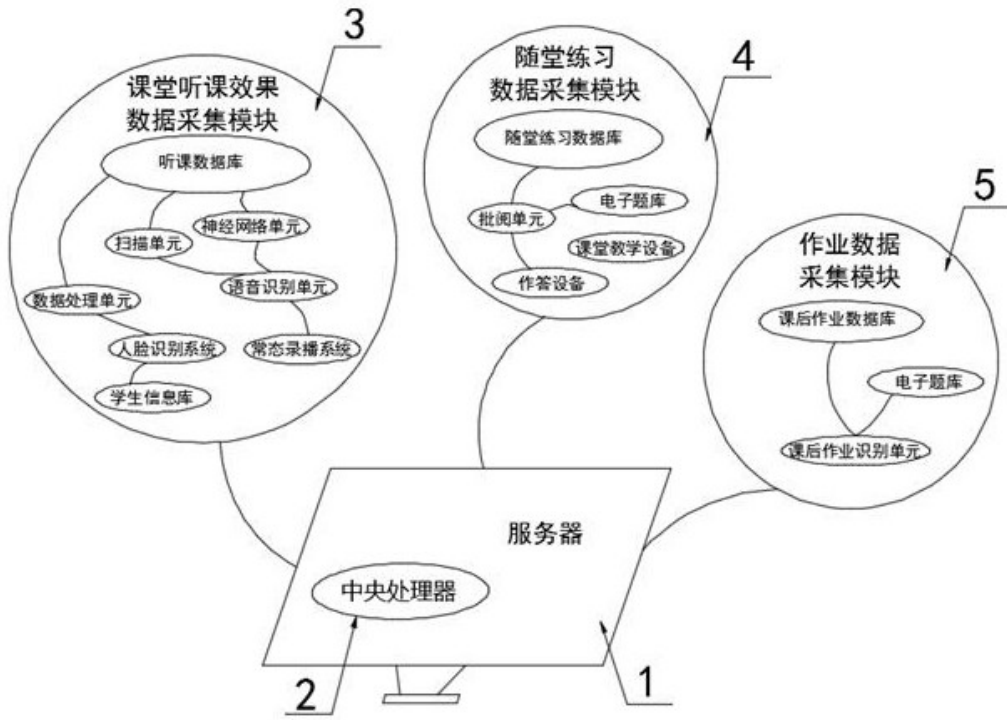 3
课堂听课效果
数据采集模块
听课数据库
扫描单元
神经网络单元
数据处理单元
语音识别单元
人脸识别系统
常态录播系统
学生信息库
4
随堂练习
数据采集模块
随堂练习数据库
电子题库
批阅单元
课堂教学设备
作答设备
5
作业数据
采集模块
课后作业数据库
电子题库
课后作业识别单元
服务器
中央处理器
2
1